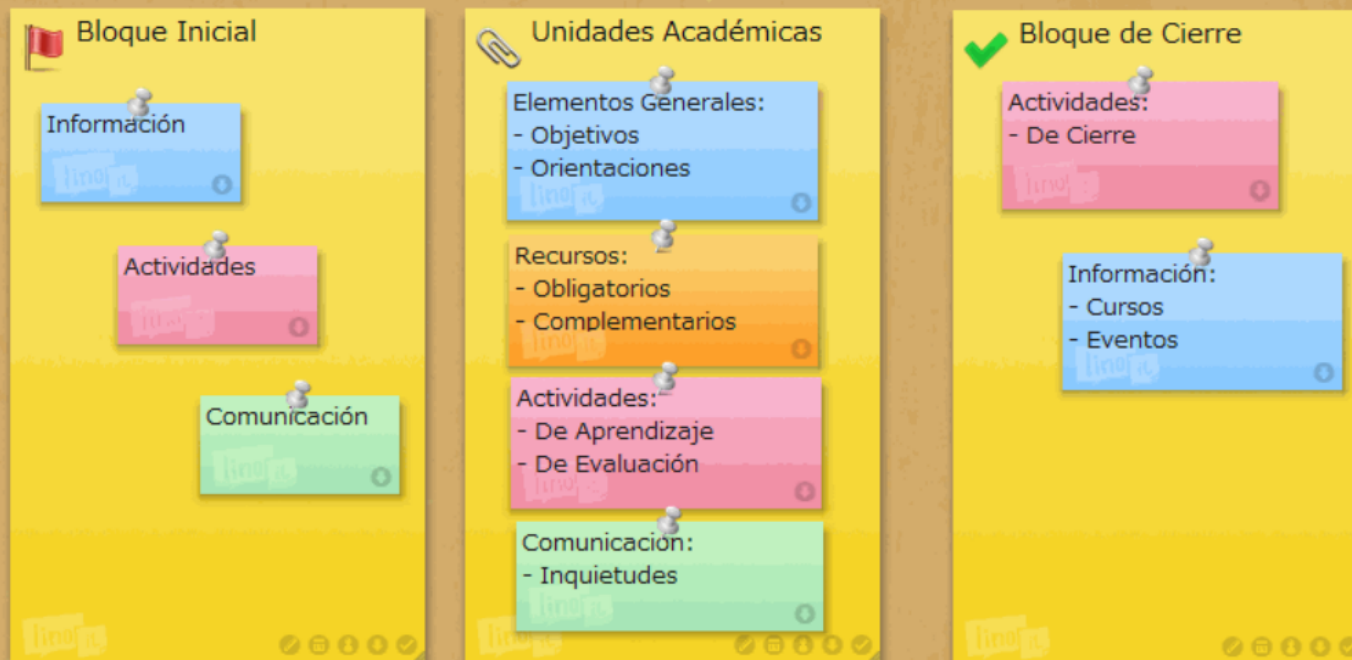 Bloque Inicial
Información
Actividades
Comunicación
Unidades Académicas
Elementos Generales:
- Objetivos
- Orientaciones
Recursos:
- Obligatorios
- Complementarios
Actividades:
- De Aprendizaje
- De Evaluación
Comunicación:
- Inquietudes
Bloque de Cierre
Actividades:
- De Cierre
Información:
- Cursos
- Eventos